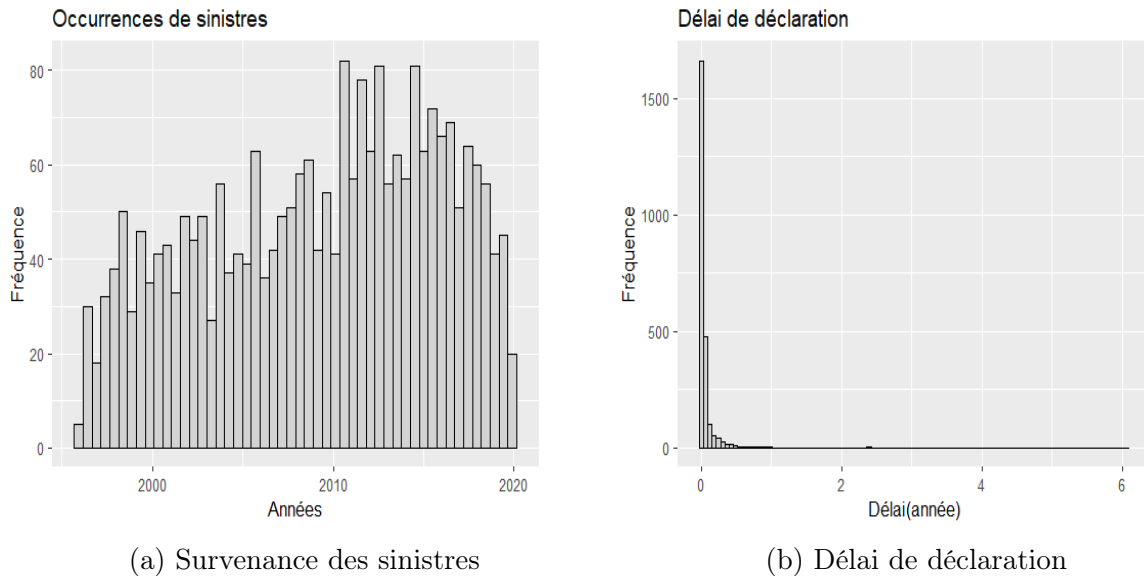 Occurrences de sinistres
80
60
40
20
0
Fréquence
2000
2010
2020
Années
(a) Survenance des sinistres
Délai de déclaration
1500
1000
500
0
Fréquence
0
2
4
6
Délai(année)
(b) Délai de déclaration